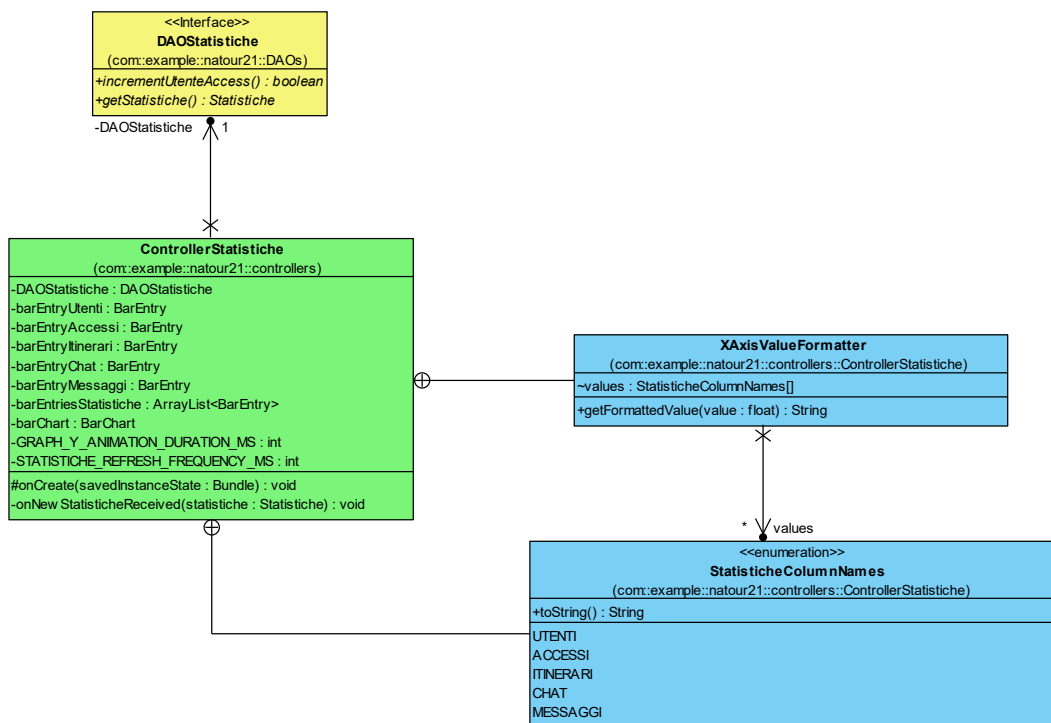 <<Interface>>
DAOStatistiche
(com::example::natour21::DAOs)
+incrementUtenteAccess() : boolean
+getStatistiche() : Statistiche
-DAOStatistiche
1
ControllerStatistiche
(com::example::natour21::controllers)
-DAOStatistiche : DAOStatistiche
-barEntryUtenti : BarEntry
-barEntryAccessi : BarEntry
-barEntryItinerari : BarEntry
-barEntryChat : BarEntry
-barEntryMessaggi : BarEntry
-barEntriesStatistiche : ArrayList<BarEntry>
-barChart : BarChart
-GRAPH_Y_ANIMATION_DURATION_MS : int
-STATISTICHE_REFRESH_FREQUENCY_MS : int
#onCreate(savedInstanceState : Bundle) : void
-onNewStatisticheReceived(statistiche : Statistiche) : void
XAxisValueFormatter
(com::example::natour21::controllers::ControllerStatistiche)
~values : StatisticheColumnNames[]
+getFormattedValue(value : float) : String
* values
<<enumeration>>
StatisticheColumnNames
(com::example::natour21::controllers::ControllerStatistiche)
+toString() : String
UTENTI
ACCESSI
ITINERARI
CHAT
MESSAGGI